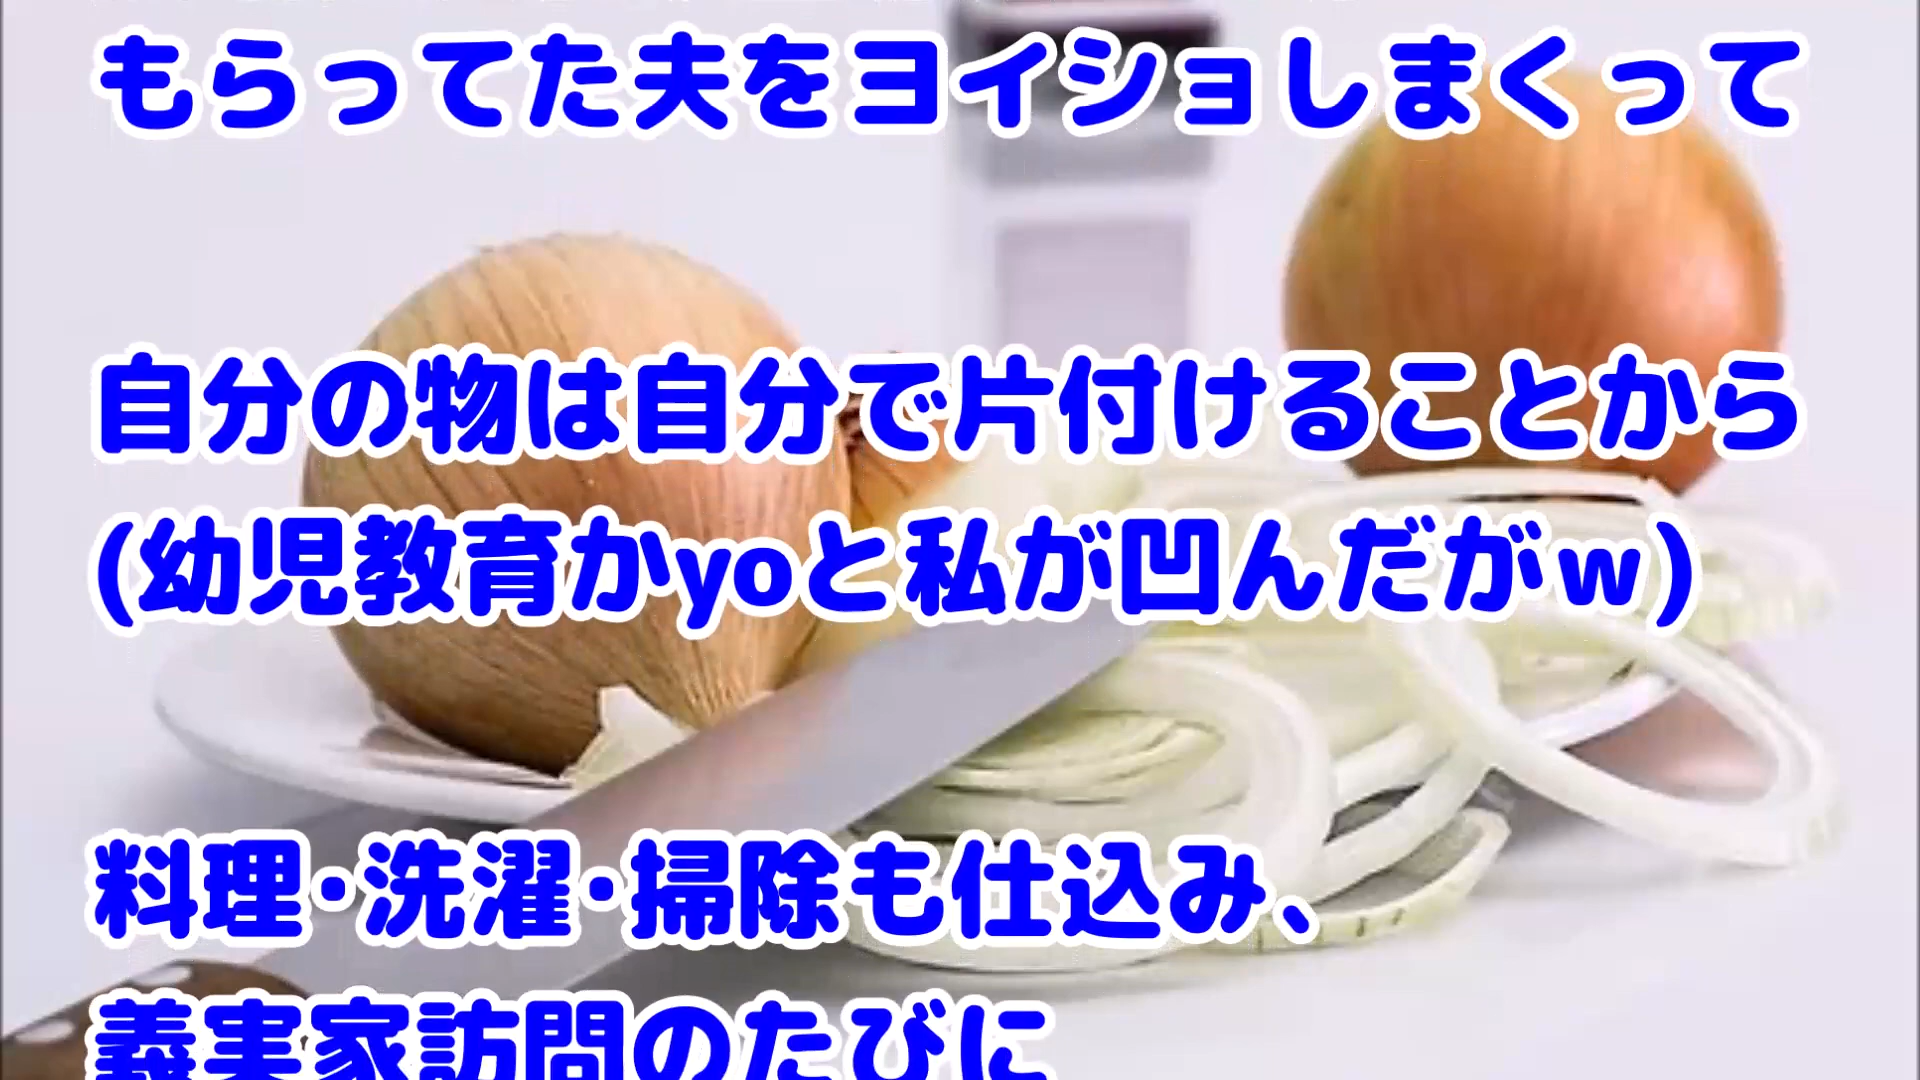 もらってた夫をヨイショしまくって
自分の物は自分で片付けることから
(幼児教育かyoと私が凹んだがw)
料理・洗濯・掃除も仕込み、
義実家訪問のたびに